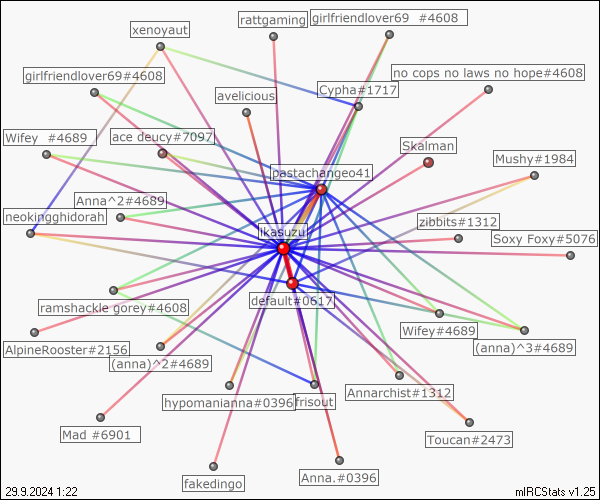 rattgaming
girlfriendlover69 #4608
xenoyaut
girlfriendlover69#4608
no cops no laws no hope#4608
Cypha#1717
avelicious
Wifey #4689
ace deucy#7097
Skalman
Mushy#1984
pastachangeo41
Anna^2#4689
neokingghidorah
zibbits#1312
ikasuzu
Soxy Foxy#5076
default#0617
ramshackle gorey#4608
Wifey#4689
AlpineRooster#2156
(anna)^2#4689
(anna)^3#4689
Annarchist#1312
hypomanianna#0396
frisout
Mad #6901
Toucan#2473
fakedingo
Anna.#0396
29.9.2024 1:22
mIRCStats v1.25